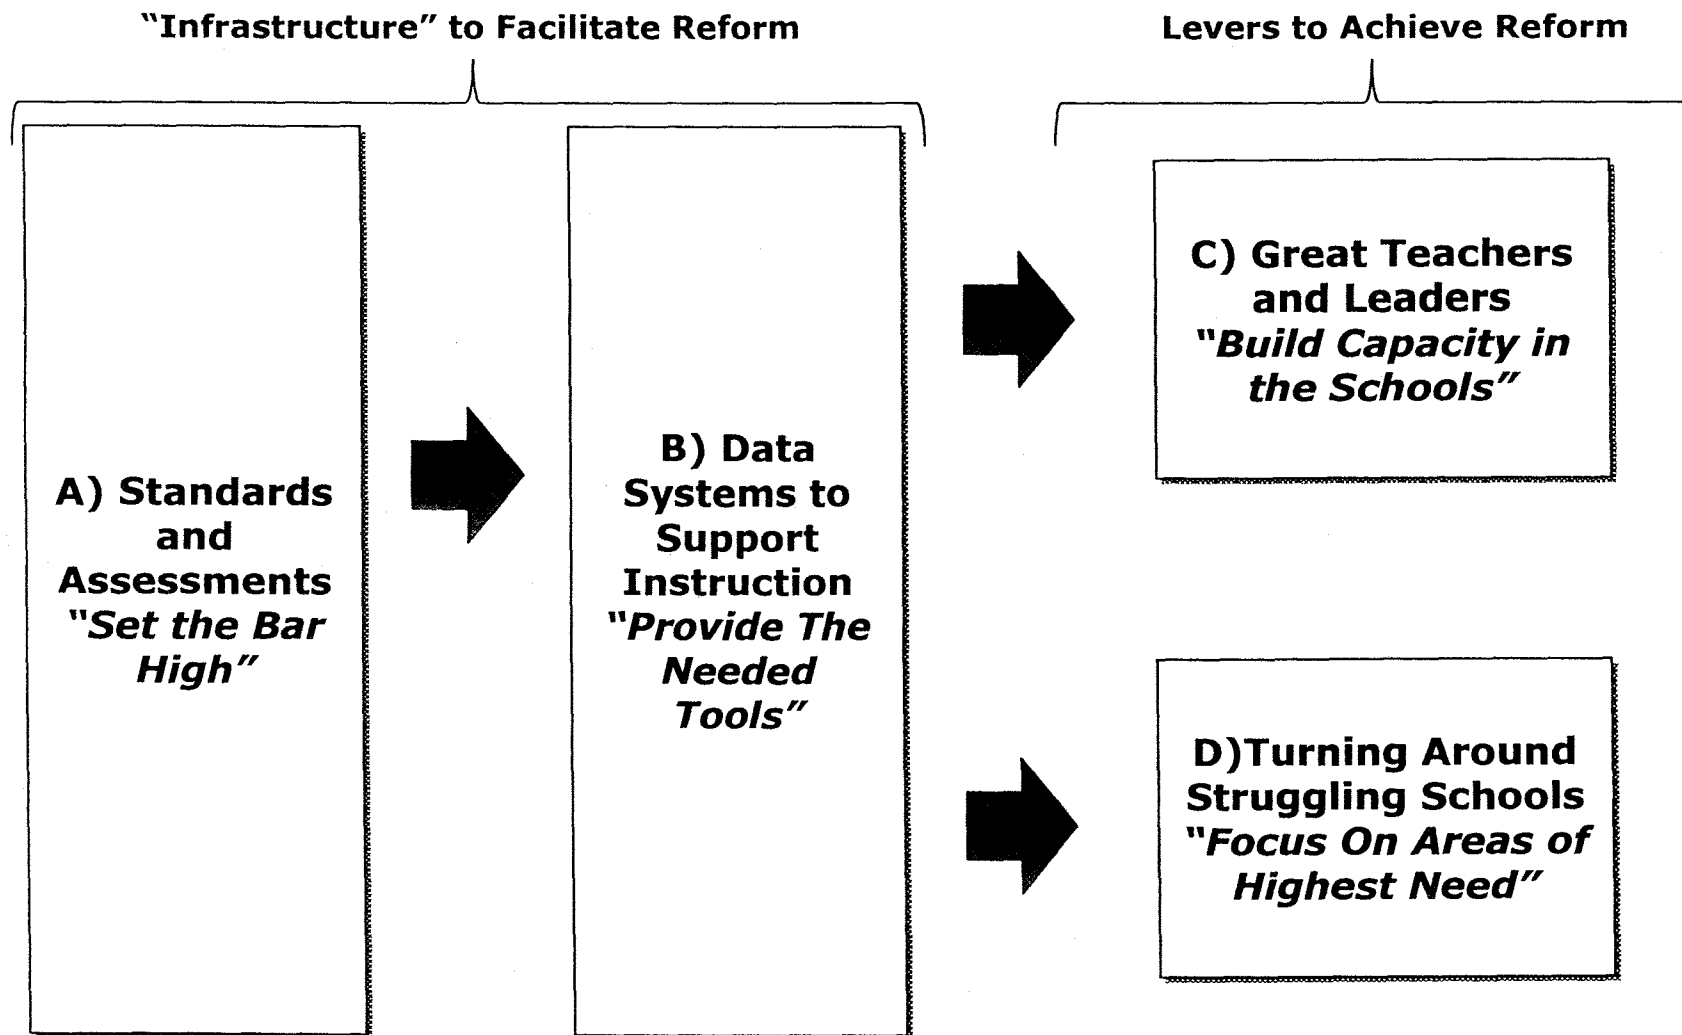 “Infrastructure” to Facilitate Reform
Levers to Achieve Reform
A) Standards
and
Assessments
“Set the Bar
High”
B) Data
Systems to
Support
Instruction
“Provide The
Needed
Tools”
C) Great Teachers
and Leaders
“Build Capacity in
the Schools”
D)Turning Around
Struggling Schools
“Focus On Areas of
Highest Need”